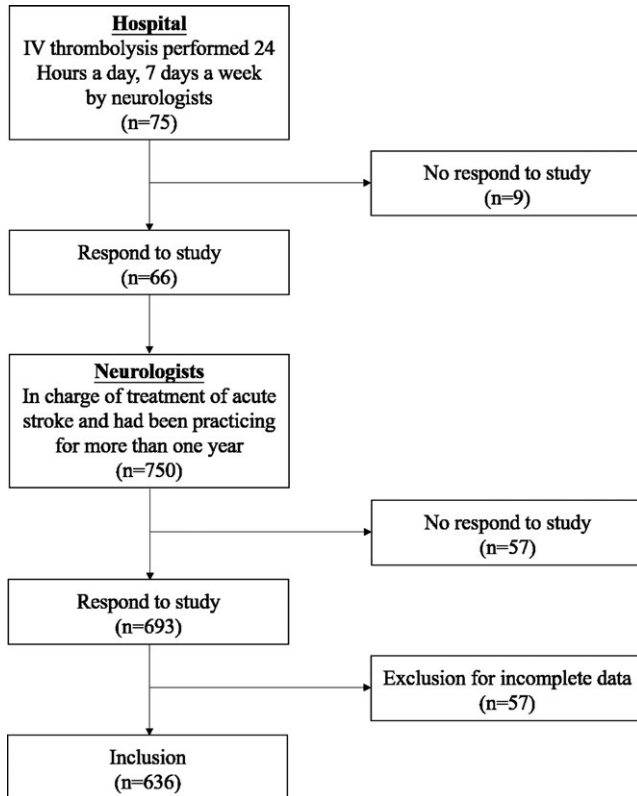 Hospital
IV thrombolysis performed 24
Hours a day, 7 days a week
by neurologists
(n=75)
No respond to study
(n=9)
Respond to study
(n=66)
Neurologists
In charge of treatment of acute
stroke and had been practicing
for more than one year
(n=750)
No respond to study
(n=57)
Respond to study
(n=693)
Exclusion for incomplete data
(n=57)
Inclusion
(n=636)